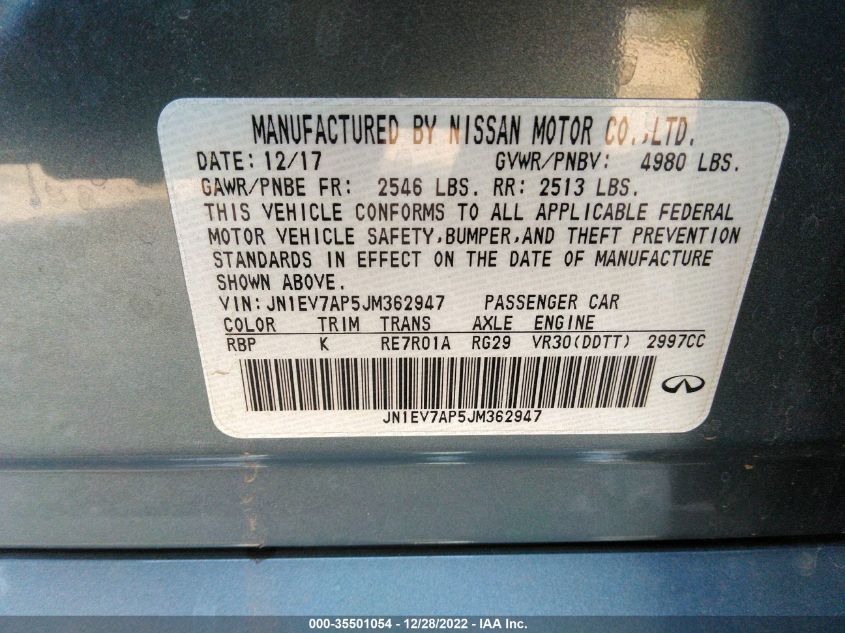 MANUFACTURED BY NISSAN MOTOR CO.,LTD.
DATE: 12/17 GVWR/PNBV: 4980 LBS.
GAWR/PNBE FR: 2546 LBS. RR: 2513 LBS.
THIS VEHICLE CONFORMS TO ALL APPLICABLE FEDERAL
MOTOR VEHICLE SAFETY,BUMPER,AND THEFT PREVENTION
STANDARDS IN EFFECT ON THE DATE OF MANUFACTURE
SHOWN ABOVE.
VIN:JN1EV7AP5JM362947 PASSENGER CAR
COLOR TRIM TRANS AXLE ENGINE
RBP K RE7R01A RG29 VR30(DDTT) 2997CC
JN1EV7AP5JM362947
000-35501054 - 12/28/2022 - IAA Inc.